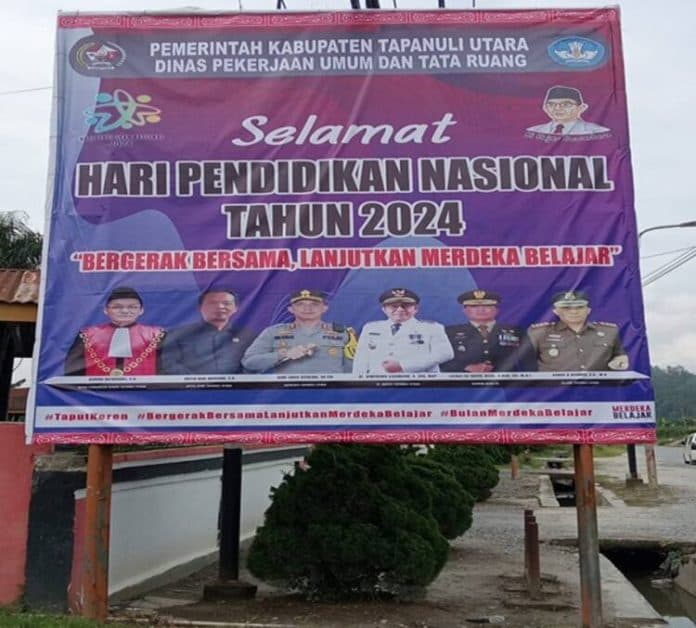 PEMERINTAH KABUPATEN TAPANULI UTARA
DINAS PEKERJAAN UMUM DAN TATA RUANG
Selamat
HARI PENDIDIKAN NASIONAL
TAHUN 2024
"BERGERAK BERSAMA, LANJUTKAN MERDEKA BELAJAR"
#TaputKeren #BergerakBersamaLanjutkanMerdekaBelajar #BulanMerdekaBelajar
MERDEKA
BELAJAR